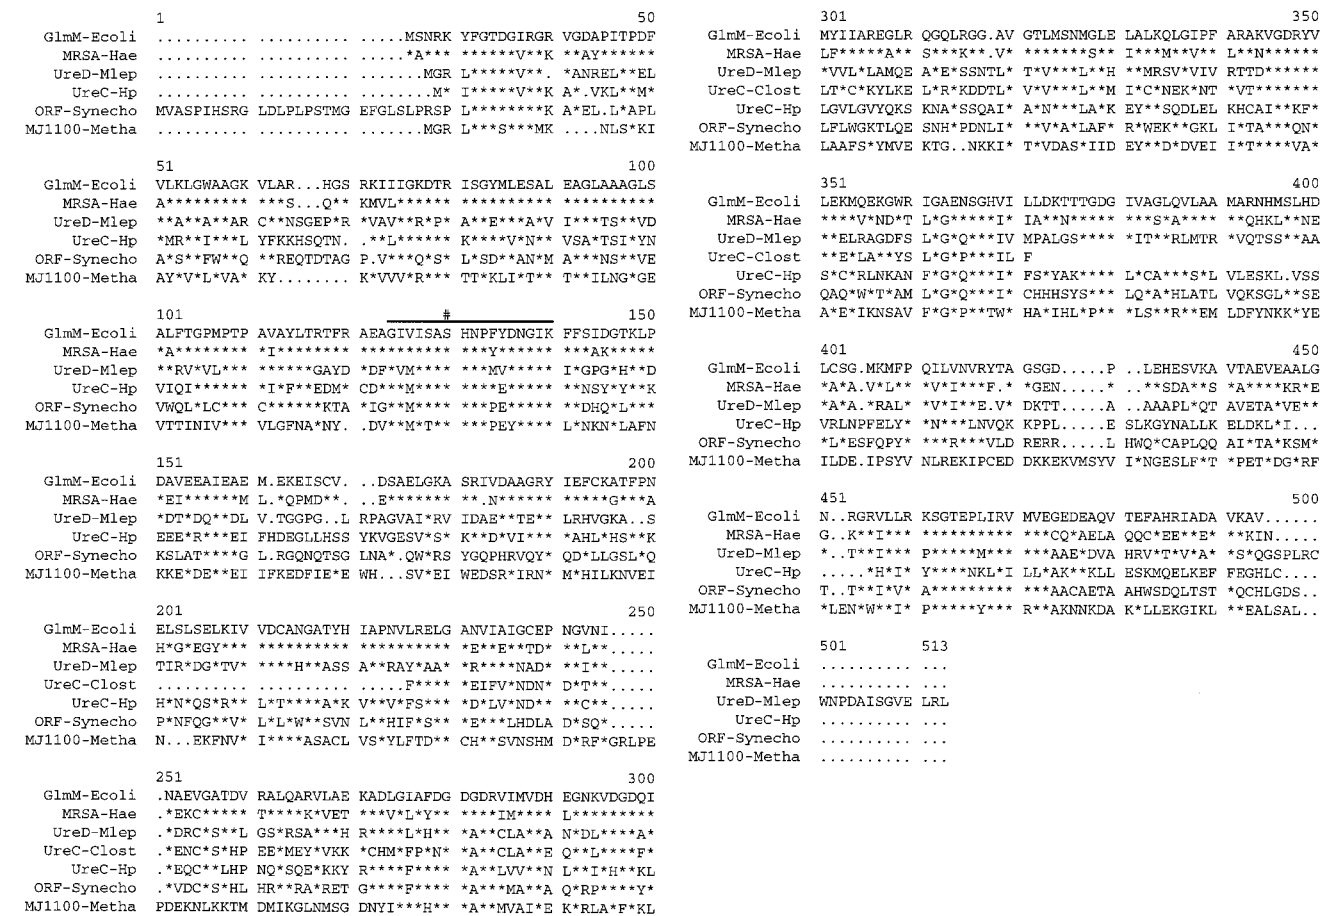 1 50
GlmM-Ecoli .......... .......... .....MSNRK YFGTDGIRGR VGDAPITPDF
MRSA-Hae .......... .......... .....*A*** ******V**K **AY******
UreD-Mlep .......... .......... .......MGR L******V**. *ANREL**EL
UreC-Hp .......... .......... ........M* I*****V**K A*.VKL**M*
ORF-Synecho MVASPIHSRG LDLPLPSTMG EFGLSLPRSP L********K A*EL.L*APL
MJ1100-Metha .......... .......... .......MGR L***S***MK ....NLS*KI
51 100
GlmM-Ecoli VLKLGWAAGK VLAR...HGS RKIIIGKDTR ISGYMLESAL EAGLAAAGLS
MRSA-Hae A********* ****S...Q** KMVL****** ********** **********
UreD-Mlep **A**A**AR C**NSGEP*R *VAV**R*P* A**E***A*V I***TS**VD
UreC-Hp *MR**I***L YFKKHSQTN. .**L****** K****V*N** VSA*TSI*YN
ORF-Synecho A*S**FW**Q **REQTDTAG P.V***Q*S* L*SD**AN*M A***NS**VE
MJ1100-Metha AY*V*L*VA* KY........ K*VVV*R*** TT*KLI*T** T**ILNG*GE
101 # 150
GlmM-Ecoli ALFTGPMPTP AVAYLTRTFR AEAGIVISAS HNPFYDNGIK FFSIDGTKLP
MRSA-Hae *A******** ****I***** ********** ****Y***** ***AK*****
UreD-Mlep **RV*VL*** *******GAYD *DF*VM**** ***MV***** I*GPG*H**D
UreC-Hp VIQI****** *I*F**EDM* CD***M**** ****E***** ***NSY*Y**K
ORF-Synecho VWQL*LC*** C******KTA *IG**M**** ***PE***** **DHQ*L***
MJ1100-Metha VTTINIV*** VLGFNA*NY. .DV**M*T** ***PEY**** L*NKN*LAFN
151 200
GlmM-Ecoli DAVEEAIEAE M.EKEISCV. .DSAELGKA SRIVDAAGRY IEFCKATFPN
MRSA-Hae *EI******M L.*QPMD**. .E******* **.N****** *****G***A
UreD-Mlep *DT*DQ**DL V.TGGPG..L RPAGVAI*RV IDAE**TE** LRHVGKA..S
UreC-Hp EEE*R***EI FHDEGLLHSS YKVGESV*S* K**D*VI*** *AHL*HS**K
ORF-Synecho KSLAT****G L.RGQNQTSG LNA*.QW*RS YGQPHRVQY* QD*LLGSL*Q
MJ1100-Metha KKE*DE**EI IFKEDFIE*E WH...SV*EI WEDSR*IRN* M*HILKNVEI
201 250
GlmM-Ecoli ELSLSELKIV VDCANGATYH IAPNVLRELG ANVIAIGCEP NGVNI.....
MRSA-Hae H*G*EGY*** ********** ********** *E**E**TD* **L**.....
UreD-Mlep TIR*DG*TV* *****H**ASS A**RAY*AA* *R****NAD* **I**.....
UreC-Clost .......... .......... .....F**** *EIFV*NDN* D*T**.....
UreC-Hp H*N*QS*R** L*T****A*K V**V*FS*** *D*LV*ND** **C**.....
ORF-Synecho P*NFQG**V* L*L*W**SVN L**HIF*S** *E***LHDLA D*SQ*.....
MJ1100-Metha N...EKFNV* I****ASACL VS*YLFTD** CH**SVNSHM D*RF*GRLPE
251 300
GlmM-Ecoli .NAEVGATDV RALQARVLAE KADLGIAFDG DGDRVIMVDH EGNKVDGDQI
MRSA-Hae .*EKC***** T****K*VET ***V*L*Y** ****IM**** L*********
UreD-Mlep .*DRC*S**L GS*RSA***H R****L*H** *A**CLA**A N*DL****A*
UreC-Clost .*ENC*S*HP EE*MEY*VKK *CHM*FP*N* *A**CLA**E Q**L****F*
UreC-Hp .*EQC**LHP NQ*SQE*KKY R****F**** *A**LVV**N L**I*H**KL
ORF-Synecho .*VDC*S*HL HR**RA*RET G****F**** *A***MA**A Q*RP****Y*
MJ1100-Metha PDEKNLKKTM DMIKGLNMSG DNYI***H** *A**MVAI*E K*RLA*F*KL
301 350
GlmM-Ecoli MYIIAREGLR QGQLRGG.AV GTLMSNMGLE LALKQLGIPF ARAKVGDRYV
MRSA-Hae LF*****A** S***K**.V* *******S** I***M**V** L**N******
UreD-Mlep *VVL*LAMQE A*E*SSNTL* T*V***L**H **MRSV*VIV RTTD******
UreC-Clost LT*C*KYLKE L*RKDDTL* V*V***L**M I*C*NEK*NT *VT*******
UreC-Hp LGVLGVYQKS KNA*SSQAI* A*N***LA*K EY**SQDLEL KHCAI**KF*
ORF-Synecho LFLWGKTLQE SNH*PDNLI* **V*A*LAF* R*WEK**GKL I*TA***QN*
MJ1100-Metha LAAFS*YMVE KTG..NKKI* T*VDAS*IID EY**D*DVEI I*T****VA*
351 400
GlmM-Ecoli LEKMQEKGWR IGAENSGHVI LLDKTTTGDG IVAGLQVLAA MARNHMSLHD
MRSA-Hae ****V*ND*T L*G*****I* IA**N***** ****S*A*** **QHKL**NE
UreD-Mlep **ELRAGDFS L*G*Q***IV MPALGS**** *IT**RLMTR *VQTSS**AA
UreC-Clost **E*LA**YS L*G*P***IL F
UreC-Hp S*C*RLNKAN F*G*Q***I* FS*YAK**** L*CA***S*L VLESKL.VSS
ORF-Synecho QAQ*W*T*AM L*G*Q***I* CHHHSYS*** LQ*A*HLATL VQKSGL**SE
MJ1100-Metha A*E*IKNSAV F*G*P**TW* HA*IHL*P** **LS**R**EM LDFYNKK*YE
401 450
GlmM-Ecoli LCSG.MKMFP QILVNVRYTA GSGD.....P ..LEHESVKA VTAEVEAALG
MRSA-Hae *A*A.V*L** *V*I***F.* *GEN.....* ..**SDA**S *A****KR*E
UreD-Mlep *A*A.*RAL* *V*I**E.V* DKTT.....A ..AAAPL*QT AVETA*VE**
UreC-Hp VRLNPFELY* *N***LNVQK KPPL.....E SLKGYNALLK ELDKL*I...
ORF-Synecho *L*ESFQPY* ***R***VLD RERR.....L HWQ*CAPLQQ AI*TA*KSM*
MJ1100-Metha ILDE.IPSYV NLREKIPCED DKKEKVMSYV I*NGESLF*T *PET*DG*RF
451 500
GlmM-Ecoli N..RGRVLLR KSGTEPLIRV MVEGEDEAQV TEFAHRIADA VKAV......
MRSA-Hae G..K**I*** ********** ****CQ*AELA QQC*EE**E* **KIN.....
UreD-Mlep *..T**I*** P*****M*** ***AAE*DVA HRV*T*V*A* *S*QGSPLRC
UreC-Hp .....*H*I* Y****NKL*I LL*AK**KLL ESKMQELKEF FEGHLC....
ORF-Synecho T..T**I*V* A********* ***AACAETA AHWSDQLTST *QCHLGDS..
MJ1100-Metha *LEN*W**I* P*****Y*** R**AKNNKDA K*LLEKGIKL **EALSAL..
501 513
GlmM-Ecoli .......... ...
MRSA-Hae .......... ...
UreD-Mlep WNPDAISGVE LRL
UreC-Hp .......... ...
ORF-Synecho .......... ...
MJ1100-Metha .......... ...